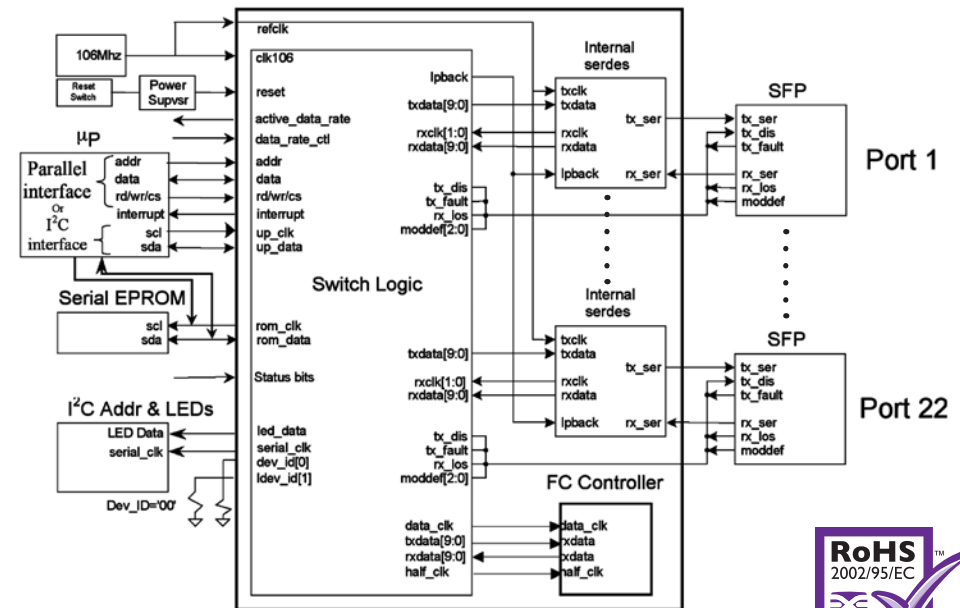 refclk
106Mhz
clk106
Reset
Switch
Power
Supvsr
reset
active_data_rate
data_rate_ctl
µP
Parallel
interface
Or
I²C
interface
addr
data
rd/wr/cs
interrupt
scl
sda
addr
data
rd/wr/cs
interrupt
up_clk
up_data
Serial EPROM
scl
sda
rom_clk
rom_data
Status bits
I²C Addr & LEDs
LED Data
serial_clk
led_data
serial_clk
dev_id[0]
Idev_id[1]
Dev_ID='00'
Switch Logic
lpback
txdata[9:0]
rxclk[1:0]
rxdata[9:0]
tx_dis
tx_fault
rx_los
moddef[2:0]
txdata[9:0]
rxclk[1:0]
rxdata[9:0]
tx_dis
tx_fault
rx_los
moddef[2:0]
data_clk
txdata[9:0]
rxdata[9:0]
half_clk
Internal
serdes
txclk
txdata
tx_ser
rxclk
rxdata
lpback
rx_ser
Internal
serdes
txclk
txdata
tx_ser
rxclk
rxdata
lpback
rx_ser
FC Controller
data_clk
rxdata
txdata
half_clk
SFP
tx_ser
tx_dis
tx_fault
rx_ser
rx_los
moddef
Port 1
SFP
tx_ser
tx_dis
tx_fault
rx_ser
rx_los
moddef
Port 22
RoHS
TM
2002/95/EC